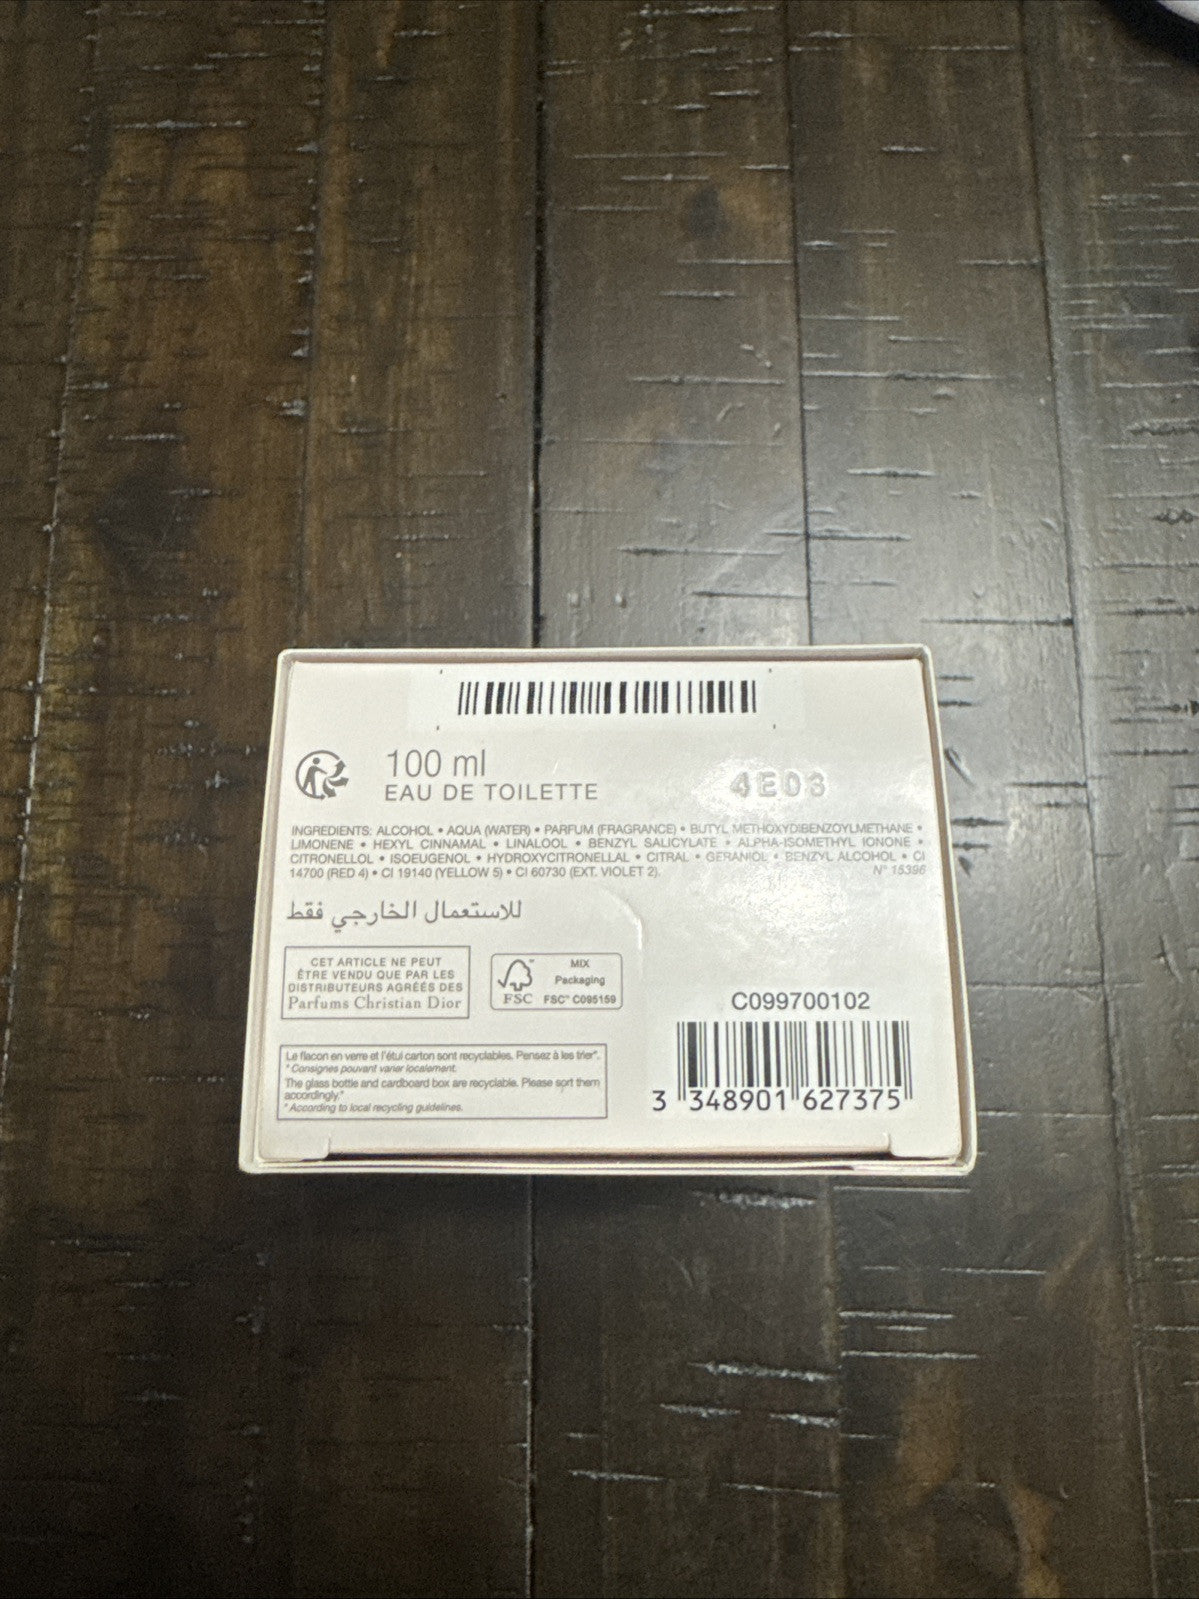 100 ml
EAU DE TOILETTE
4E03
INGREDIENTS: ALCOHOL • AQUA (WATER) • PARFUM (FRAGRANCE) • BUTYL METHOXYDIBENZOYLMETHANE •
LIMONENE • HEXYL CINNAMAL • LINALOOL • BENZYL SALICYLATE • ALPHA-ISOMETHYL IONONE •
CITRONELLOL • ISOEUGENOL • HYDROXYCITRONELLAL • CITRAL • GERANIOL • BENZYL ALCOHOL • CI
14700 (RED 4) • CI 19140 (YELLOW 5) • CI 60730 (EXT. VIOLET 2).
N° 15396
للاستعمال الخارجي فقط
CET ARTICLE NE PEUT
ÊTRE VENDU QUE PAR LES
DISTRIBUTEURS AGRÉÉS DES
Parfums Christian Dior
FSC™
MIX
Packaging
FSC™ C095159
C099700102
3 348901 627375
Le flacon en verre et l'étui carton sont recyclables. Pensez à les trier*.
* Consignes pouvant varier localement.
The glass bottle and cardboard box are recyclable. Please sort them
accordingly.*
* According to local recycling guidelines.